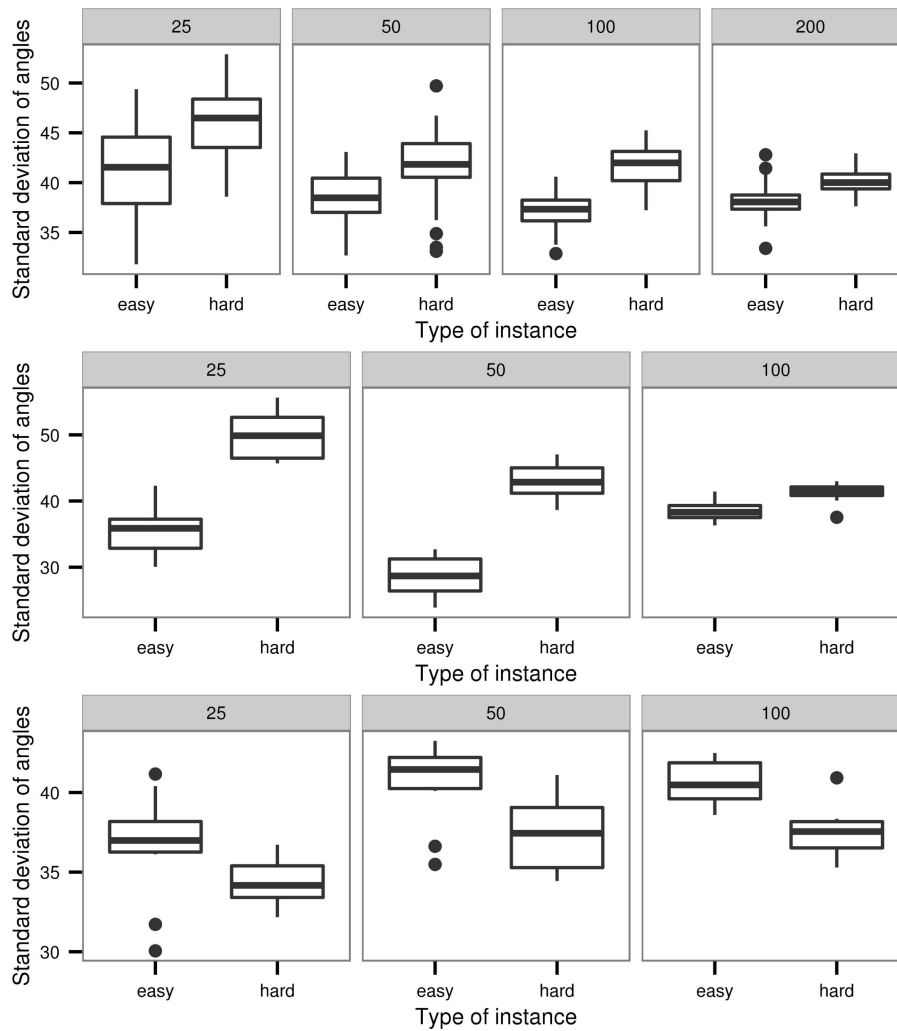 25 50 100 200
Standard deviation of angles
50
45
40
35
easy hard easy hard easy hard easy hard
Type of instance
25 50 100
Standard deviation of angles
50
40
30
easy hard easy hard easy hard
Type of instance
25 50 100
Standard deviation of angles
40
35
30
easy hard easy hard easy hard
Type of instance